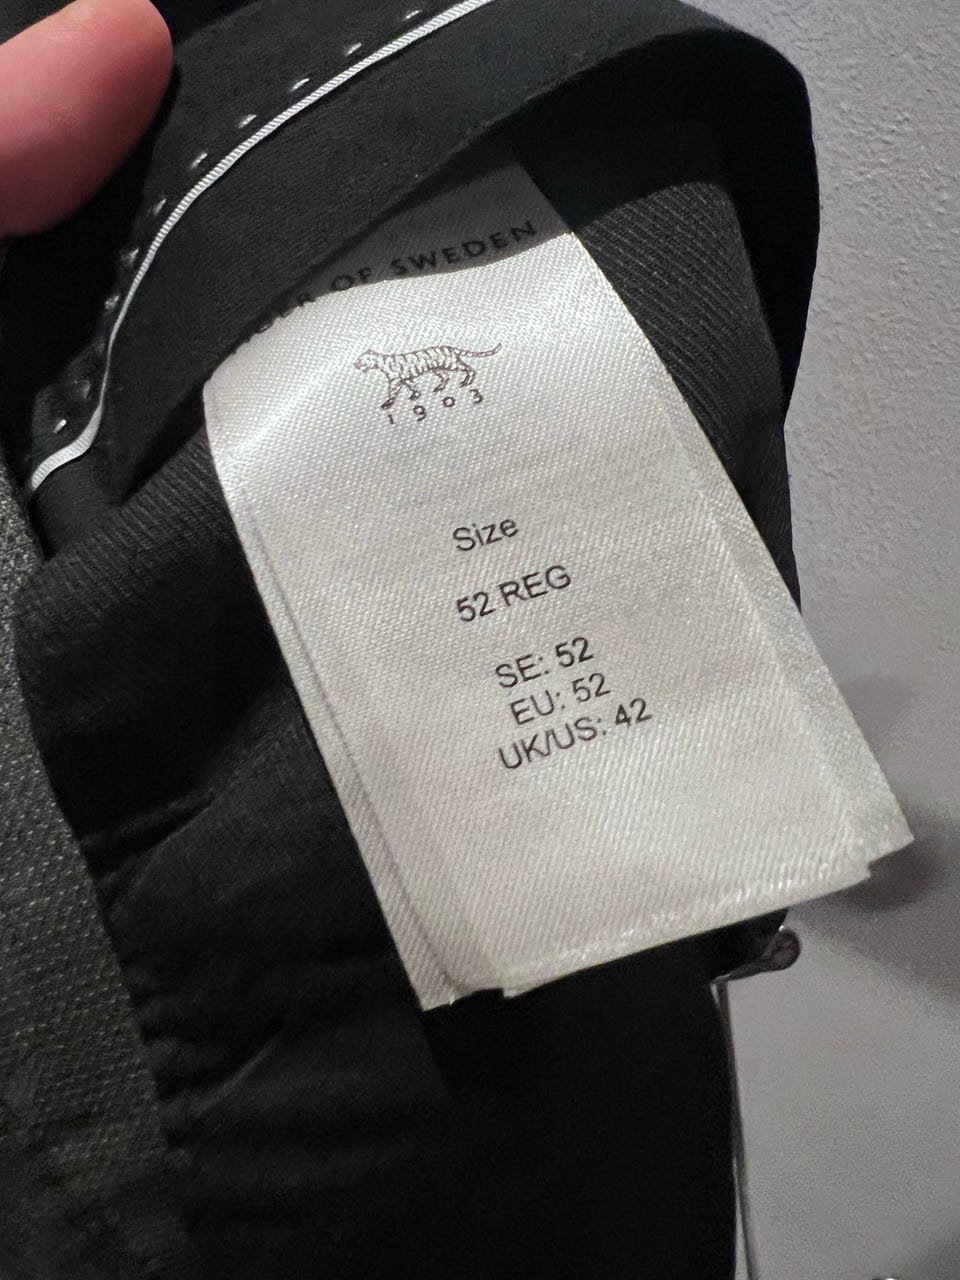 OF SWEDEN
1903
Size
52 REG
SE: 52
EU: 52
UK/US: 42